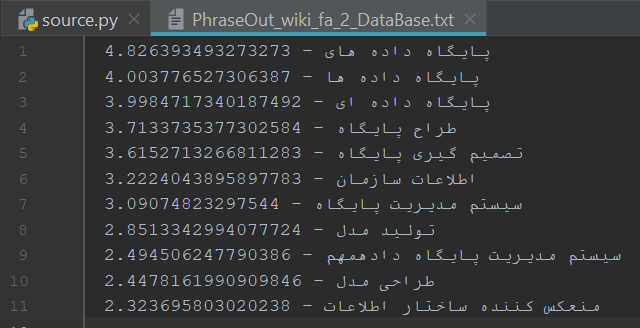 source.py
PhraseOut_wiki_fa_2_DataBase.txt
1 4.826393493273273 - پایگاه داده های
2 4.003776527306387 - پایگاه داده ها
3 3.9984717340187492 - پایگاه داده ای
4 3.7133735377302584 - طراح پایگاه
5 3.6152713266811283 - تصمیم گیری پایگاه
6 3.2224043895897783 - اطلاعات سازمان
7 3.09074823297544 - سیستم مدیریت پایگاه
8 2.8513342994077724 - تولید مدل
9 2.494506247790386 - سیستم مدیریت پایگاه دادهمهم
10 2.4478161990909846 - طراحی مدل
11 2.323695803020238 - منعکس کننده ساختار اطلاعات